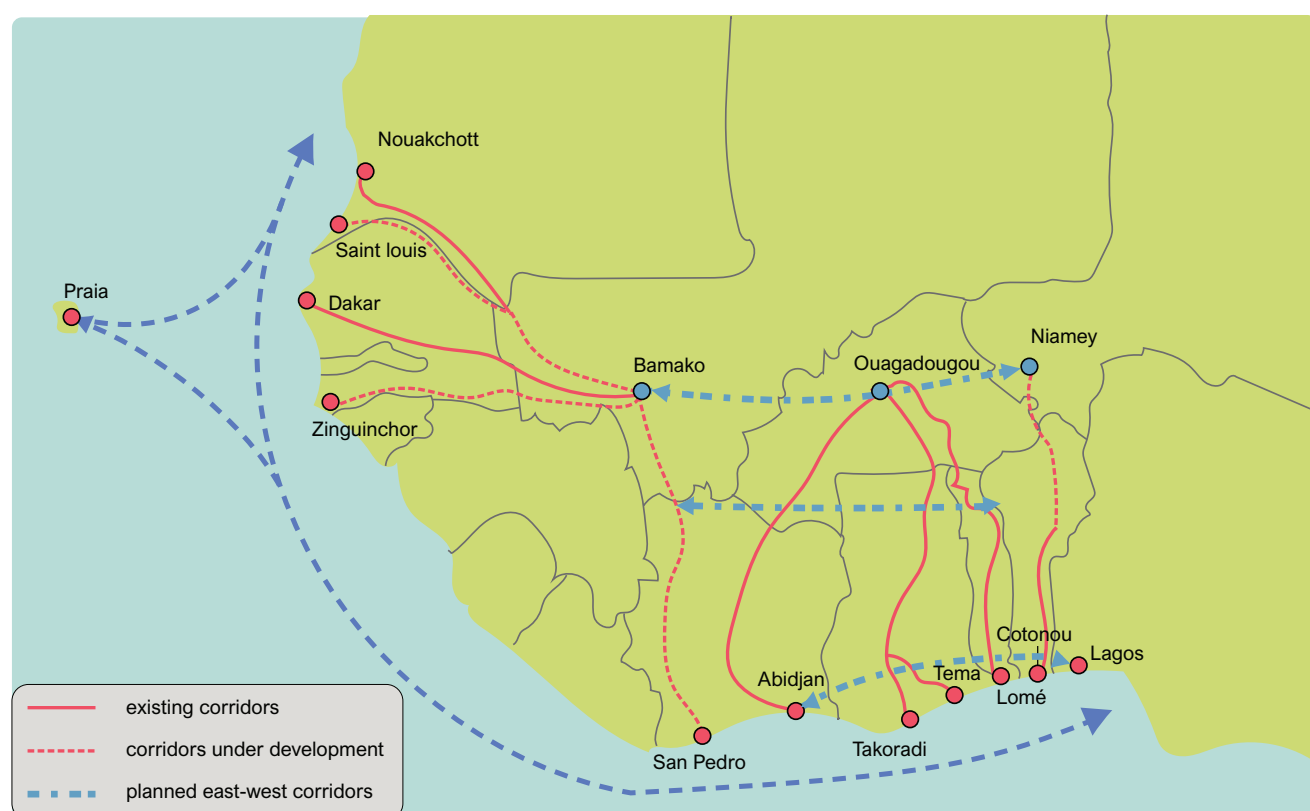 Nouakchott
Saint louis
Praia
Dakar
Niamey
Bamako
Ouagadougou
Zinguinchor
Cotonou
Lagos
Abidjan
Tema
Lomé
San Pedro
Takoradi
existing corridors
corridors under development
planned east-west corridors